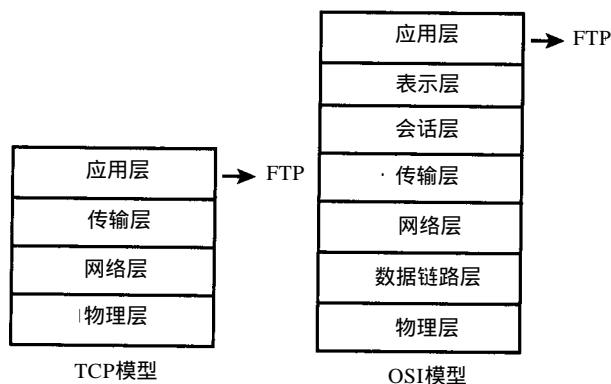 应用层
FTP
传输层
网络层
物理层
TCP模型
应用层
FTP
表示层
会话层
传输层
网络层
数据链路层
物理层
OSI模型